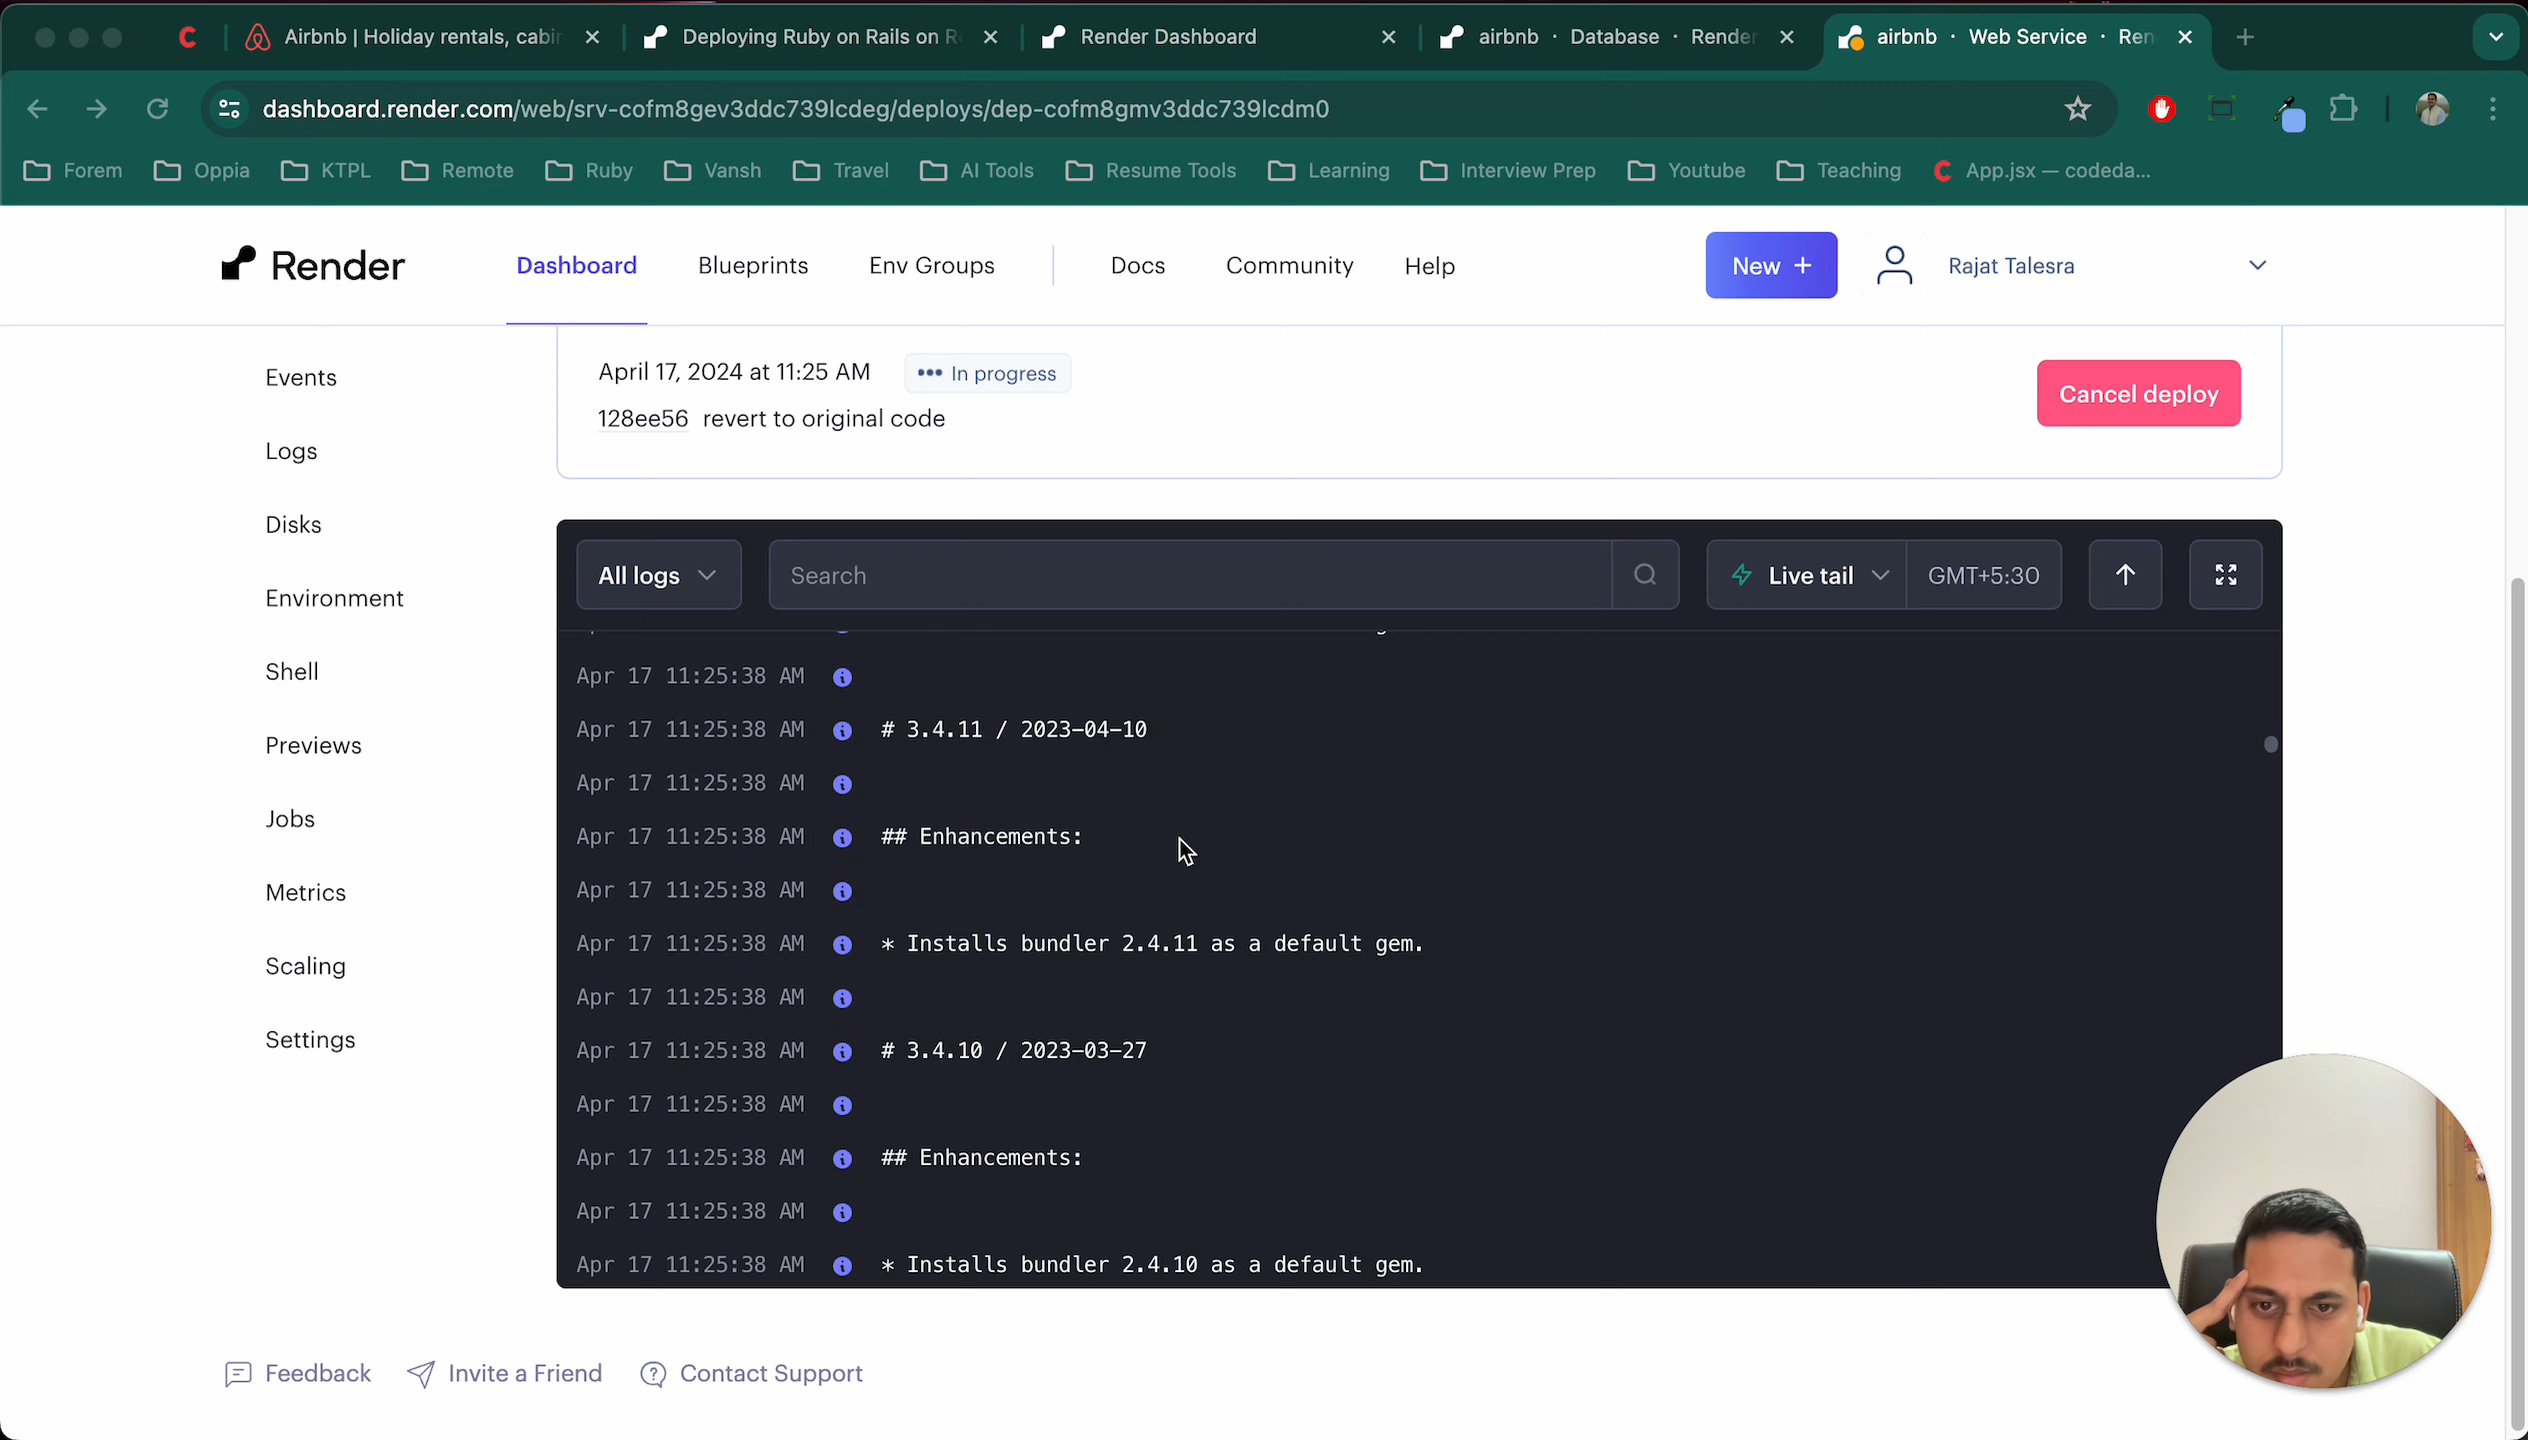 Airbnb | Holiday rentals, cabin
Deploying Ruby on Rails on R
Render Dashboard
airbnb · Database · Render
airbnb · Web Service · Ren
dashboard.render.com/web/srv-cofm8gev3ddc739lcdeg/deploys/dep-cofm8gmv3ddc739lcdm0
Forem
Oppia
KTPL
Remote
Ruby
Vansh
Travel
AI Tools
Resume Tools
Learning
Interview Prep
Youtube
Teaching
App.jsx — codeda...
Render
Dashboard
Blueprints
Env Groups
Docs
Community
Help
New +
Rajat Talesra
Events
Logs
Disks
Environment
Shell
Previews
Jobs
Metrics
Scaling
Settings
April 17, 2024 at 11:25 AM
In progress
128ee56 revert to original code
Cancel deploy
All logs
Search
Live tail
GMT+5:30
Apr 17 11:25:38 AM
Apr 17 11:25:38 AM # 3.4.11 / 2023-04-10
Apr 17 11:25:38 AM
Apr 17 11:25:38 AM ## Enhancements:
Apr 17 11:25:38 AM
Apr 17 11:25:38 AM * Installs bundler 2.4.11 as a default gem.
Apr 17 11:25:38 AM
Apr 17 11:25:38 AM # 3.4.10 / 2023-03-27
Apr 17 11:25:38 AM
Apr 17 11:25:38 AM ## Enhancements:
Apr 17 11:25:38 AM
Apr 17 11:25:38 AM * Installs bundler 2.4.10 as a default gem.
Feedback
Invite a Friend
Contact Support